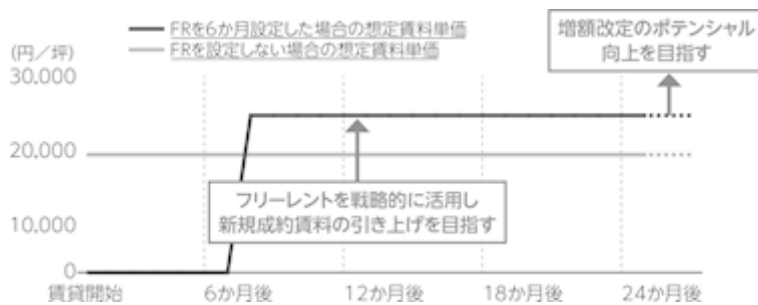 FRを6か月設定した場合の想定賃料単価
FRを設定しない場合の想定賃料単価
増額改定のポテンシャル
向上を目指す
(円／坪)
30,000
20,000
10,000
0
フリーレントを戦略的に活用し
新規成約賃料の引き上げを目指す
賃貸開始 6か月後 12か月後 18か月後 24か月後